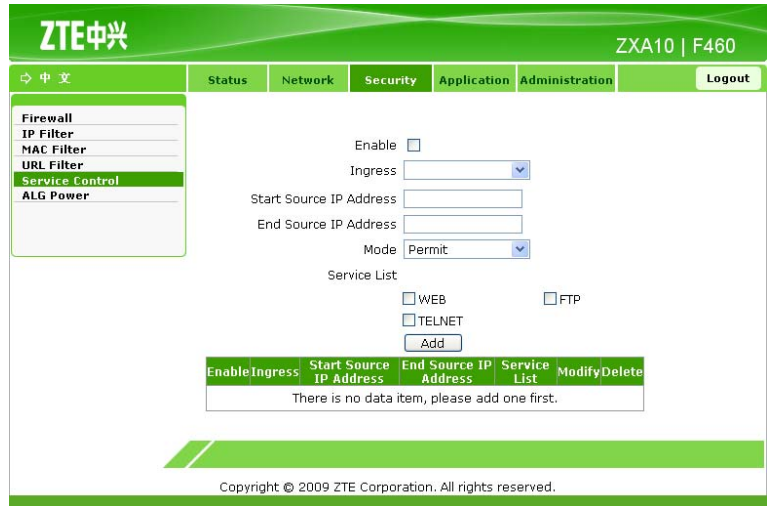 ZTE中兴
ZXA10 | F460
中 文
Status Network Security Application Administration Logout
Firewall
IP Filter
MAC Filter
URL Filter
Service Control
ALG Power
Enable
Ingress
Start Source IP Address
End Source IP Address
Mode Permit
Service List
WEB FTP
TELNET
Add
Enable Ingress Start Source IP Address End Source IP Address Service List Modify Delete
There is no data item, please add one first.
Copyright © 2009 ZTE Corporation. All rights reserved.